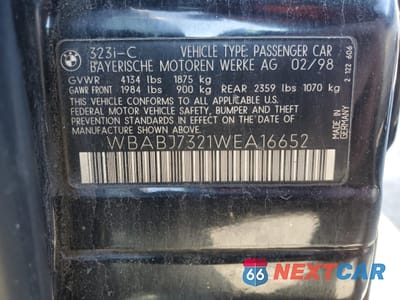 323i-C VEHICLE TYPE: PASSENGER CAR
BAYERISCHE MOTOREN WERKE AG 02/98
GVWR 4134 lbs 1875 kg
GAWR FRONT 1984 lbs 900 kg REAR 2359 lbs 1070 kg
THIS VEHICLE CONFORMS TO ALL APPLICABLE U.S.
FEDERAL MOTOR VEHICLE SAFETY, BUMPER, AND THEFT
PREVENTION STANDARDS IN EFFECT ON THE DATE OF
MANUFACTURE SHOWN ABOVE.
WBABJ7321WEA16652
2 122 606
MADE IN GERMANY
66 NEXTCAR